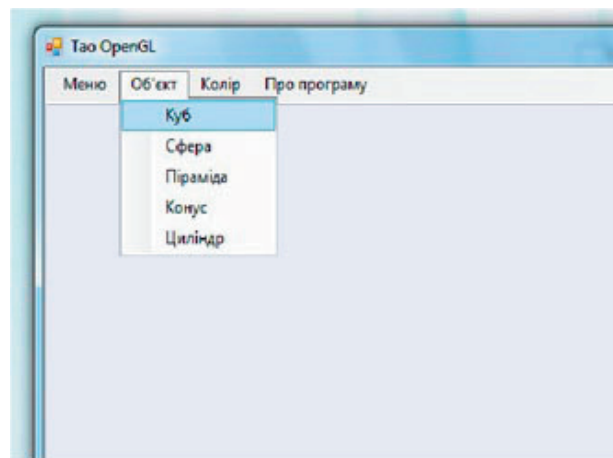 Tao OpenGL
Меню Об'єкт Колір Про програму
Куб
Сфера
Піраміда
Конус
Циліндр